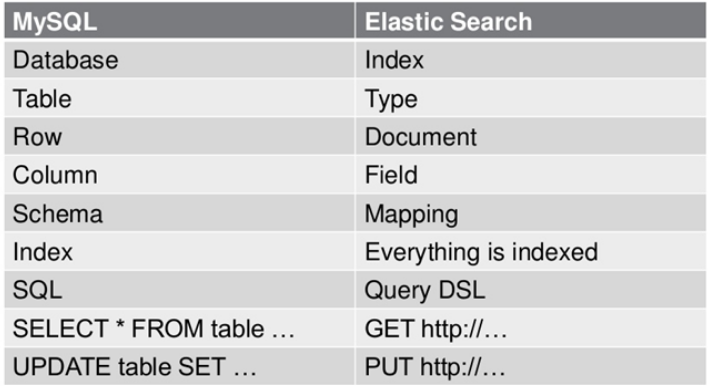 MySQL Elastic Search
Database Index
Table Type
Row Document
Column Field
Schema Mapping
Index Everything is indexed
SQL Query DSL
SELECT * FROM table … GET http://…
UPDATE table SET … PUT http://…